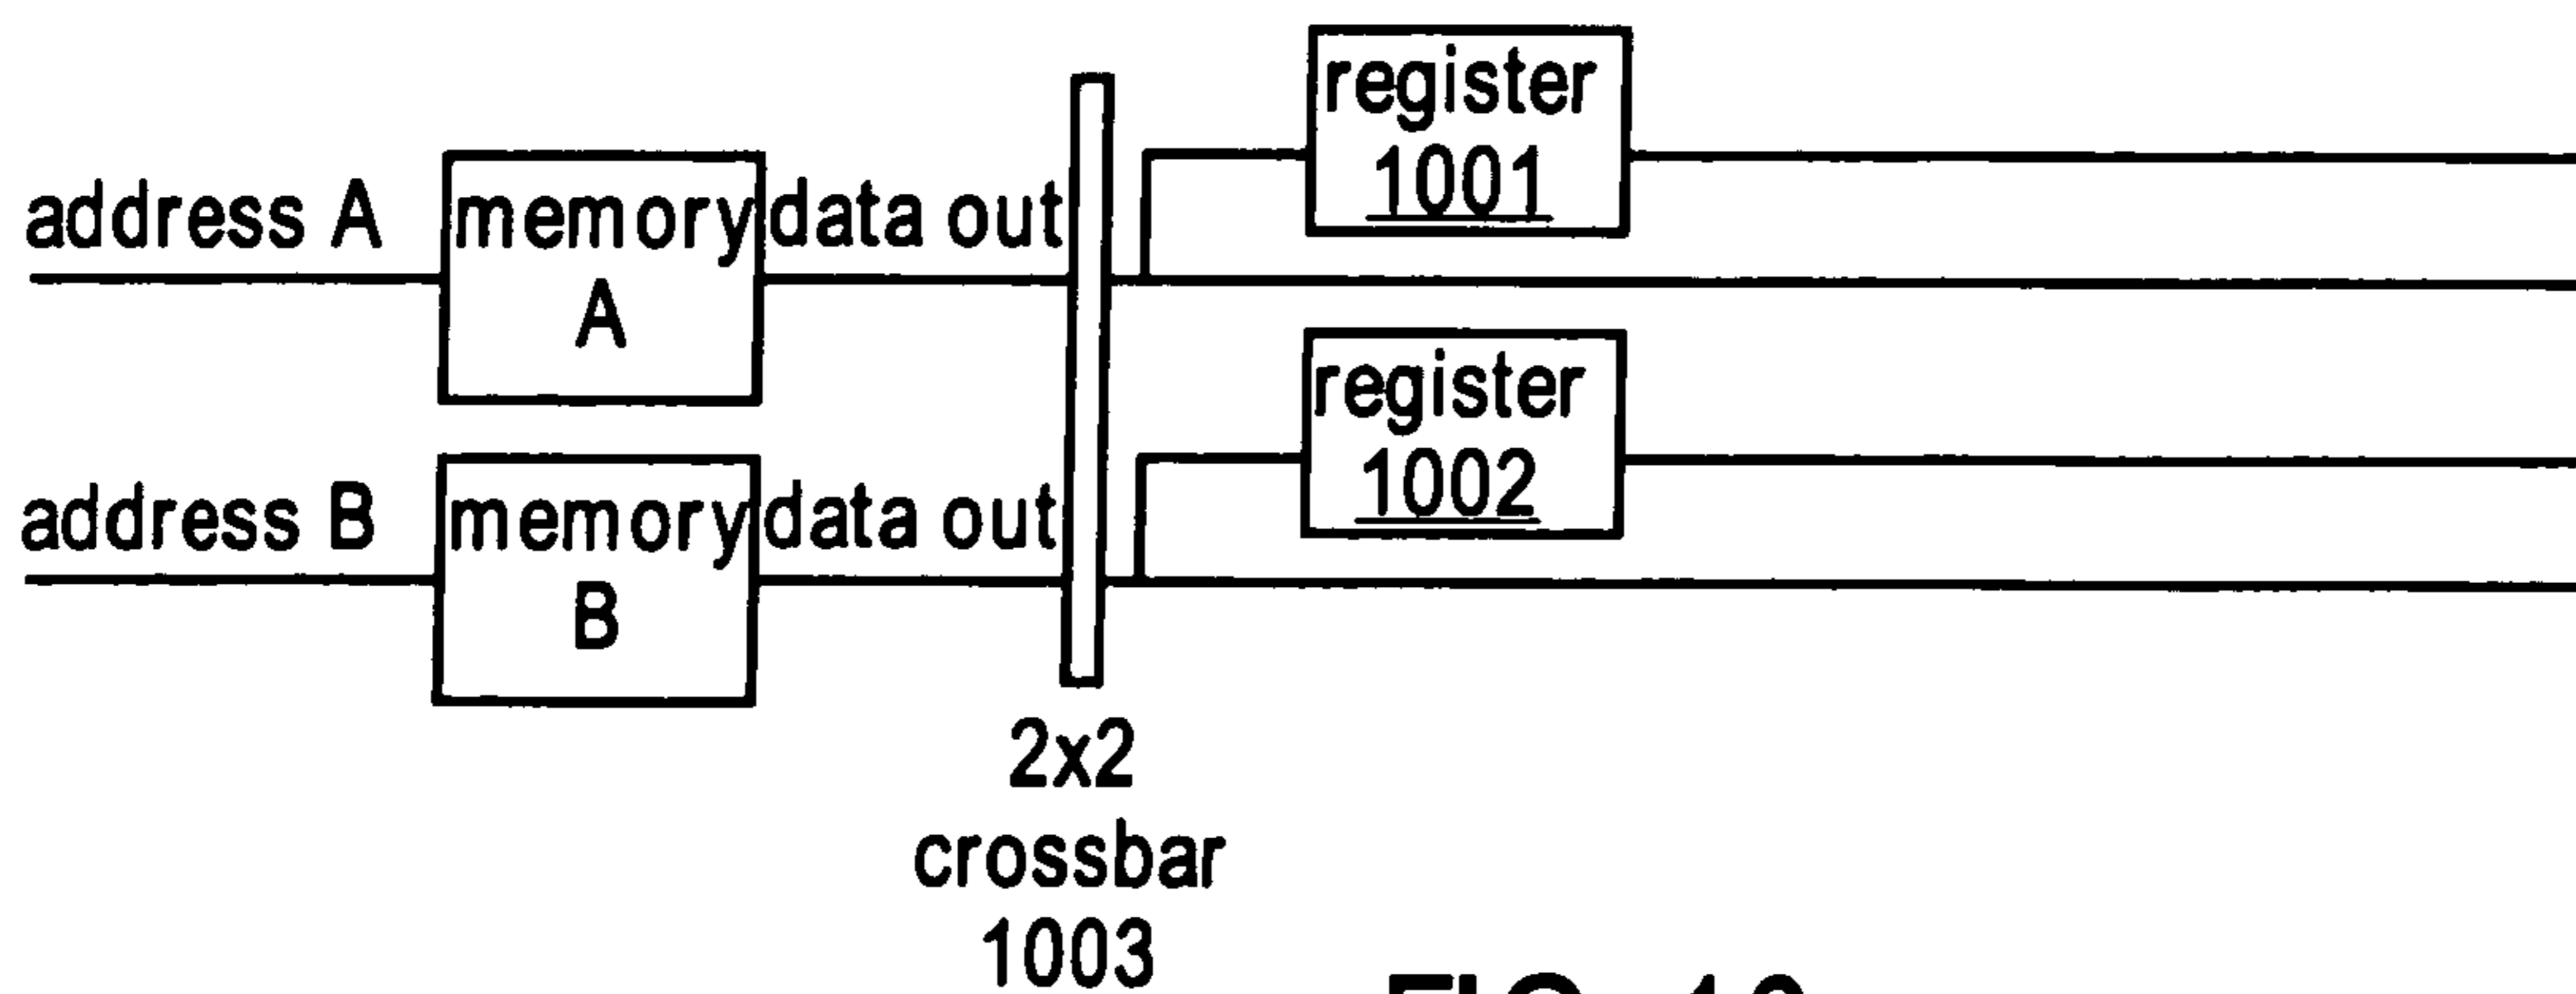 register
1001
address A
memory
A
data out
register
1002
address B
memory
B
data out
2x2
crossbar
1003